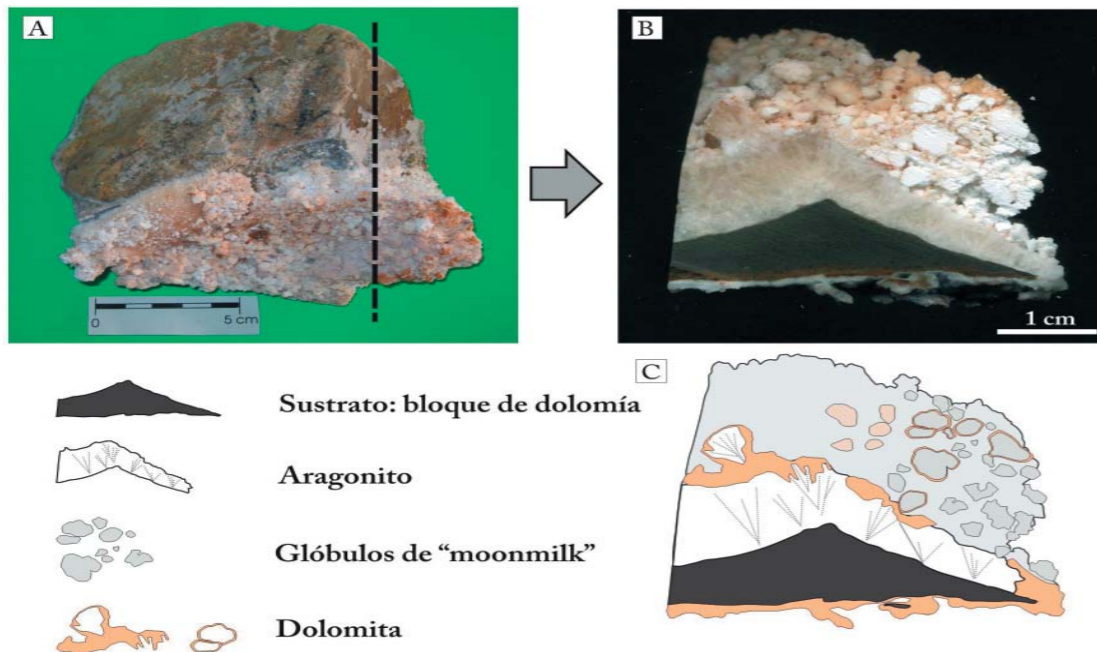 A
B
0
5 cm
1 cm
C
Sustrato: bloque de dolomía
Aragonito
Glóbulos de “moonmilk”
Dolomita